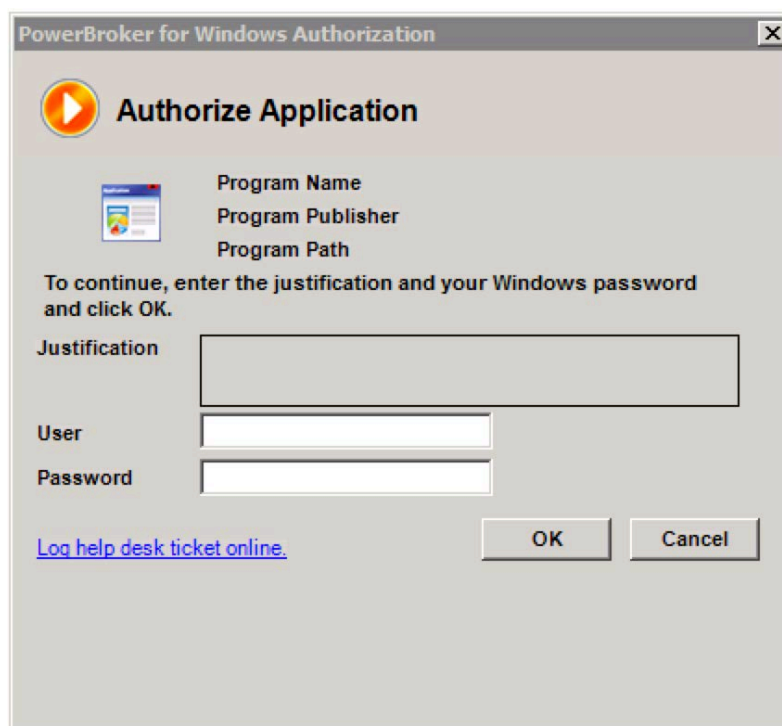 PowerBroker for Windows Authorization
Authorize Application
Program Name
Program Publisher
Program Path
To continue, enter the justification and your Windows password
and click OK.
Justification
User
Password
Log help desk ticket online.
OK
Cancel